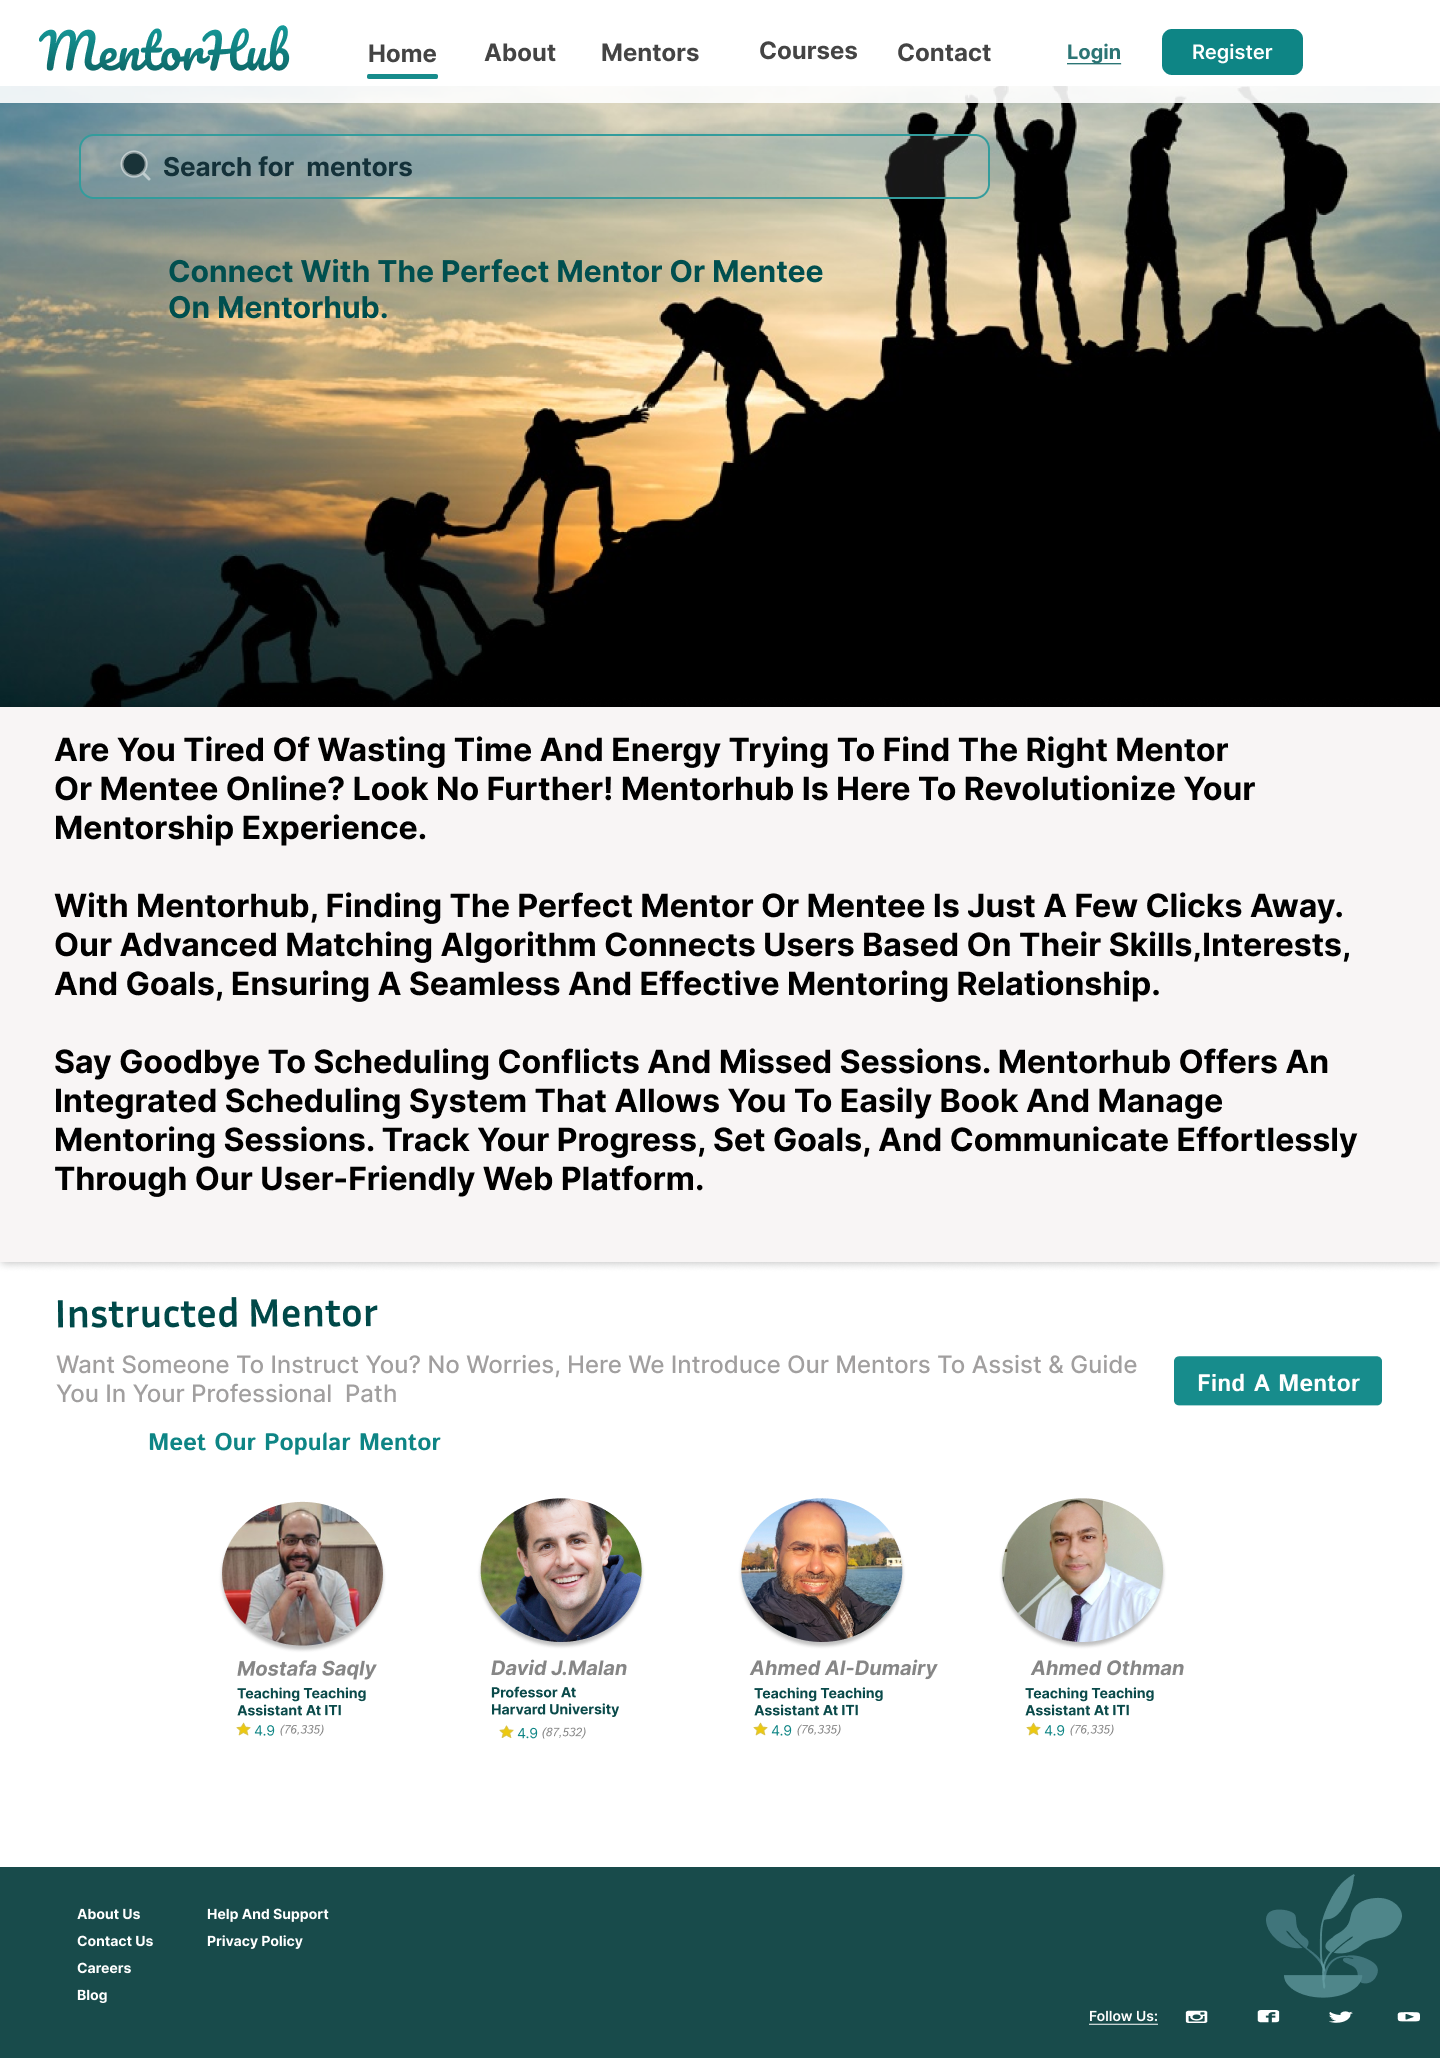 MentorHub
Home
About
Mentors
Courses
Contact
Login
Register
Search for mentors
Connect With The Perfect Mentor Or Mentee
On Mentorhub.
Are You Tired Of Wasting Time And Energy Trying To Find The Right Mentor
Or Mentee Online? Look No Further! Mentorhub Is Here To Revolutionize Your
Mentorship Experience.
With Mentorhub, Finding The Perfect Mentor Or Mentee Is Just A Few Clicks Away.
Our Advanced Matching Algorithm Connects Users Based On Their Skills,Interests,
And Goals, Ensuring A Seamless And Effective Mentoring Relationship.
Say Goodbye To Scheduling Conflicts And Missed Sessions. Mentorhub Offers An
Integrated Scheduling System That Allows You To Easily Book And Manage
Mentoring Sessions. Track Your Progress, Set Goals, And Communicate Effortlessly
Through Our User-Friendly Web Platform.
Instructed Mentor
Want Someone To Instruct You? No Worries, Here We Introduce Our Mentors To Assist & Guide
You In Your Professional Path
Find A Mentor
Meet Our Popular Mentor
Mostafa Saqly
Teaching Teaching
Assistant At ITI
4.9 (76,335)
David J.Malan
Professor At
Harvard University
4.9 (87,532)
Ahmed Al-Dumairy
Teaching Teaching
Assistant At ITI
4.9 (76,335)
Ahmed Othman
Teaching Teaching
Assistant At ITI
4.9 (76,335)
About Us
Contact Us
Careers
Blog
Help And Support
Privacy Policy
Follow Us: